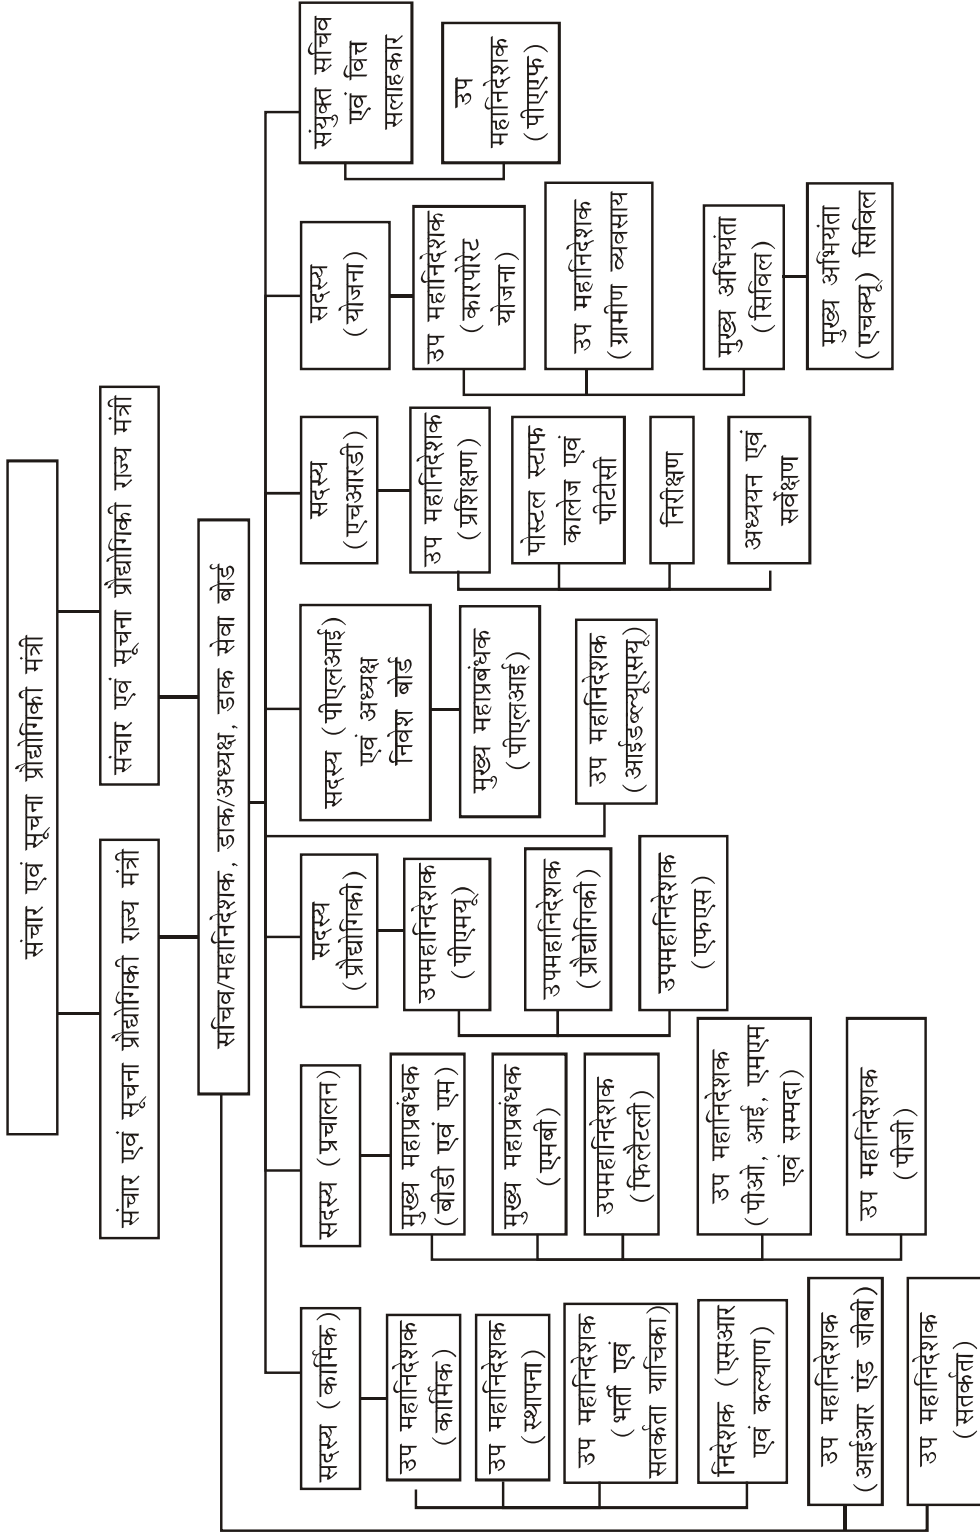 संचार एवं सूचना प्रौद्योगिकी मंत्री
संचार एवं सूचना प्रौद्योगिकी राज्य मंत्री
संचार एवं सूचना प्रौद्योगिकी राज्य मंत्री
सचिव/महानिदेशक, डाक/अध्यक्ष, डाक सेवा बोर्ड
सदस्य (कार्मिक)
उप महानिदेशक
(कार्मिक)
उप महानिदेशक
(स्थापना)
उप महानिदेशक
(भर्ती एवं
सतर्कता याचिका)
निदेशक (एसआर
एवं कल्याण)
उप महानिदेशक
(आईआर एंड जीबी)
उप महानिदेशक
(सतर्कता)
सदस्य (प्रचालन)
मुख्य महाप्रबंधक
(बीडी एवं एम)
मुख्य महाप्रबंधक
(एमबी)
उपमहानिदेशक
(फिलेटली)
उप महानिदेशक
(पीओ, आई, एमएम
एवं सम्पदा)
उप महानिदेशक
(पीजी)
सदस्य
(प्रौद्योगिकी)
उपमहानिदेशक
(पीएमयू)
उपमहानिदेशक
(प्रौद्योगिकी)
उपमहानिदेशक
(एफएस)
सदस्य (पीएलआई)
एवं अध्यक्ष
निवेश बोर्ड
मुख्य महाप्रबंधक
(पीएलआई)
उप महानिदेशक
(आईडब्ल्यूएसयू)
सदस्य
(एचआरडी)
उप महानिदेशक
(प्रशिक्षण)
पोस्टल स्टाफ
कालेज एवं
पीटीसी
निरीक्षण
अध्ययन एवं
सर्वेक्षण
सदस्य
(योजना)
उप महानिदेशक
(कारपोरेट
योजना)
उप महानिदेशक
(ग्रामीण व्यवसाय
मुख्य अभियंता
(सिविल)
मुख्य अभियंता
(एचक्यू) सिविल
संयुक्त सचिव
एवं वित्त
सलाहकार
उप
महानिदेशक
(पीएएफ)